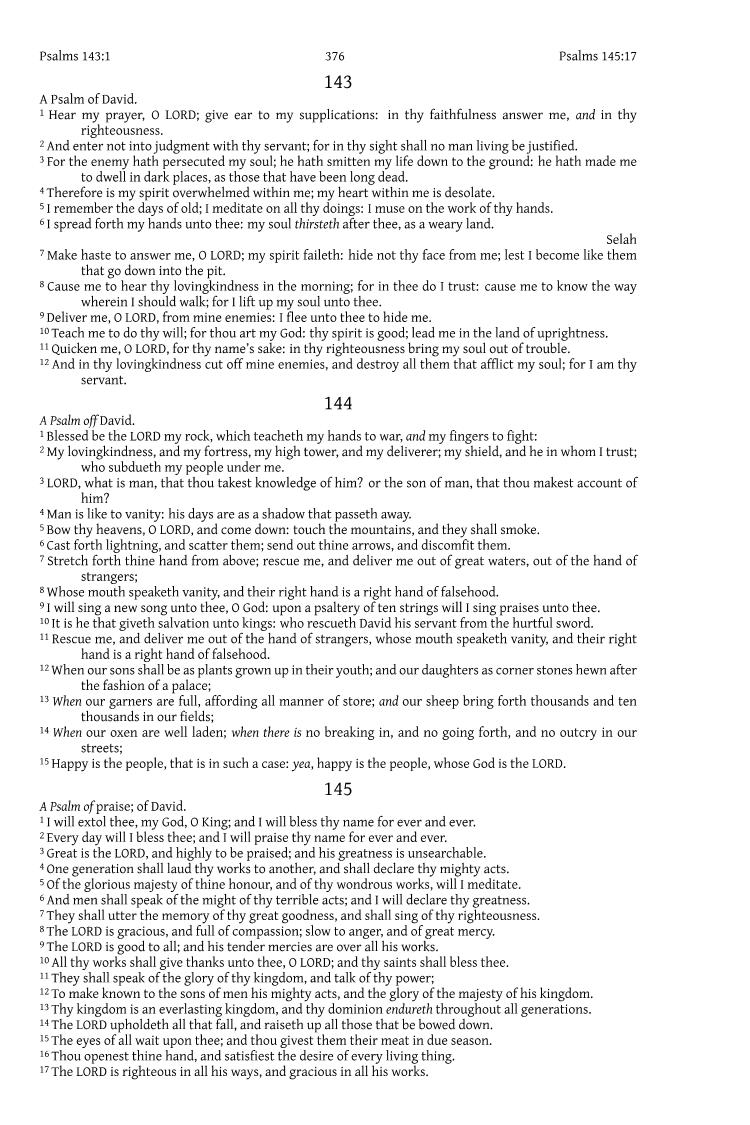 Psalms 143:1 376 Psalms 145:17
143
A Psalm of David.
1 Hear my prayer, O LORD; give ear to my supplications: in thy faithfulness answer me, and in thy
righteousness.
2 And enter not into judgment with thy servant; for in thy sight shall no man living be justified.
3 For the enemy hath persecuted my soul; he hath smitten my life down to the ground: he hath made me
to dwell in dark places, as those that have been long dead.
4 Therefore is my spirit overwhelmed within me; my heart within me is desolate.
5 I remember the days of old; I meditate on all thy doings: I muse on the work of thy hands.
6 I spread forth my hands unto thee: my soul thirsteth after thee, as a weary land.
Selah
7 Make haste to answer me, O LORD; my spirit faileth: hide not thy face from me; lest I become like them
that go down into the pit.
8 Cause me to hear thy lovingkindness in the morning; for in thee do I trust: cause me to know the way
wherein I should walk; for I lift up my soul unto thee.
9 Deliver me, O LORD, from mine enemies: I flee unto thee to hide me.
10 Teach me to do thy will; for thou art my God: thy spirit is good; lead me in the land of uprightness.
11 Quicken me, O LORD, for thy name's sake: in thy righteousness bring my soul out of trouble.
12 And in thy lovingkindness cut off mine enemies, and destroy all them that afflict my soul; for I am thy
servant.
144
A Psalm off David.
1 Blessed be the LORD my rock, which teacheth my hands to war, and my fingers to fight:
2 My lovingkindness, and my fortress, my high tower, and my deliverer; my shield, and he in whom I trust;
who subdueth my people under me.
3 LORD, what is man, that thou takest knowledge of him? or the son of man, that thou makest account of
him?
4 Man is like to vanity: his days are as a shadow that passeth away.
5 Bow thy heavens, O LORD, and come down: touch the mountains, and they shall smoke.
6 Cast forth lightning, and scatter them; send out thine arrows, and discomfit them.
7 Stretch forth thine hand from above; rescue me, and deliver me out of great waters, out of the hand of
strangers;
8 Whose mouth speaketh vanity, and their right hand is a right hand of falsehood.
9 I will sing a new song unto thee, O God: upon a psaltery of ten strings will I sing praises unto thee.
10 It is he that giveth salvation unto kings: who rescueth David his servant from the hurtful sword.
11 Rescue me, and deliver me out of the hand of strangers, whose mouth speaketh vanity, and their right
hand is a right hand of falsehood.
12 When our sons shall be as plants grown up in their youth; and our daughters as corner stones hewn after
the fashion of a palace;
13 When our garners are full, affording all manner of store; and our sheep bring forth thousands and ten
thousands in our fields;
14 When our oxen are well laden; when there is no breaking in, and no going forth, and no outcry in our
streets;
15 Happy is the people, that is in such a case: yea, happy is the people, whose God is the LORD.
145
A Psalm of praise; of David.
1 I will extol thee, my God, O King; and I will bless thy name for ever and ever.
2 Every day will I bless thee; and I will praise thy name for ever and ever.
3 Great is the LORD, and highly to be praised; and his greatness is unsearchable.
4 One generation shall laud thy works to another, and shall declare thy mighty acts.
5 Of the glorious majesty of thine honour, and of thy wondrous works, will I meditate.
6 And men shall speak of the might of thy terrible acts; and I will declare thy greatness.
7 They shall utter the memory of thy great goodness, and shall sing of thy righteousness.
8 The LORD is gracious, and full of compassion; slow to anger, and of great mercy.
9 The LORD is good to all; and his tender mercies are over all his works.
10 All thy works shall give thanks unto thee, O LORD; and thy saints shall bless thee.
11 They shall speak of the glory of thy kingdom, and talk of thy power;
12 To make known to the sons of men his mighty acts, and the glory of the majesty of his kingdom.
13 Thy kingdom is an everlasting kingdom, and thy dominion endureth throughout all generations.
14 The LORD upholdeth all that fall, and raiseth up all those that be bowed down.
15 The eyes of all wait upon thee; and thou givest them their meat in due season.
16 Thou openest thine hand, and satisfiest the desire of every living thing.
17 The LORD is righteous in all his ways, and gracious in all his works.